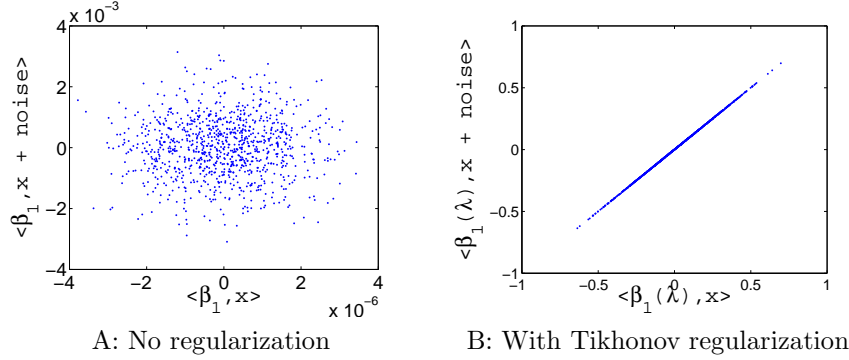 x 10⁻³
4
2
0
−2
−4
−4 −2 0 2 4
x 10⁻⁶
<β₁,x + noise>
<β₁,x>
A: No regularization
1
0.5
0
−0.5
−1
−1 −0.5 0 0.5 1
<β₁(λ),x + noise>
<β₁(λ),x>
B: With Tikhonov regularization